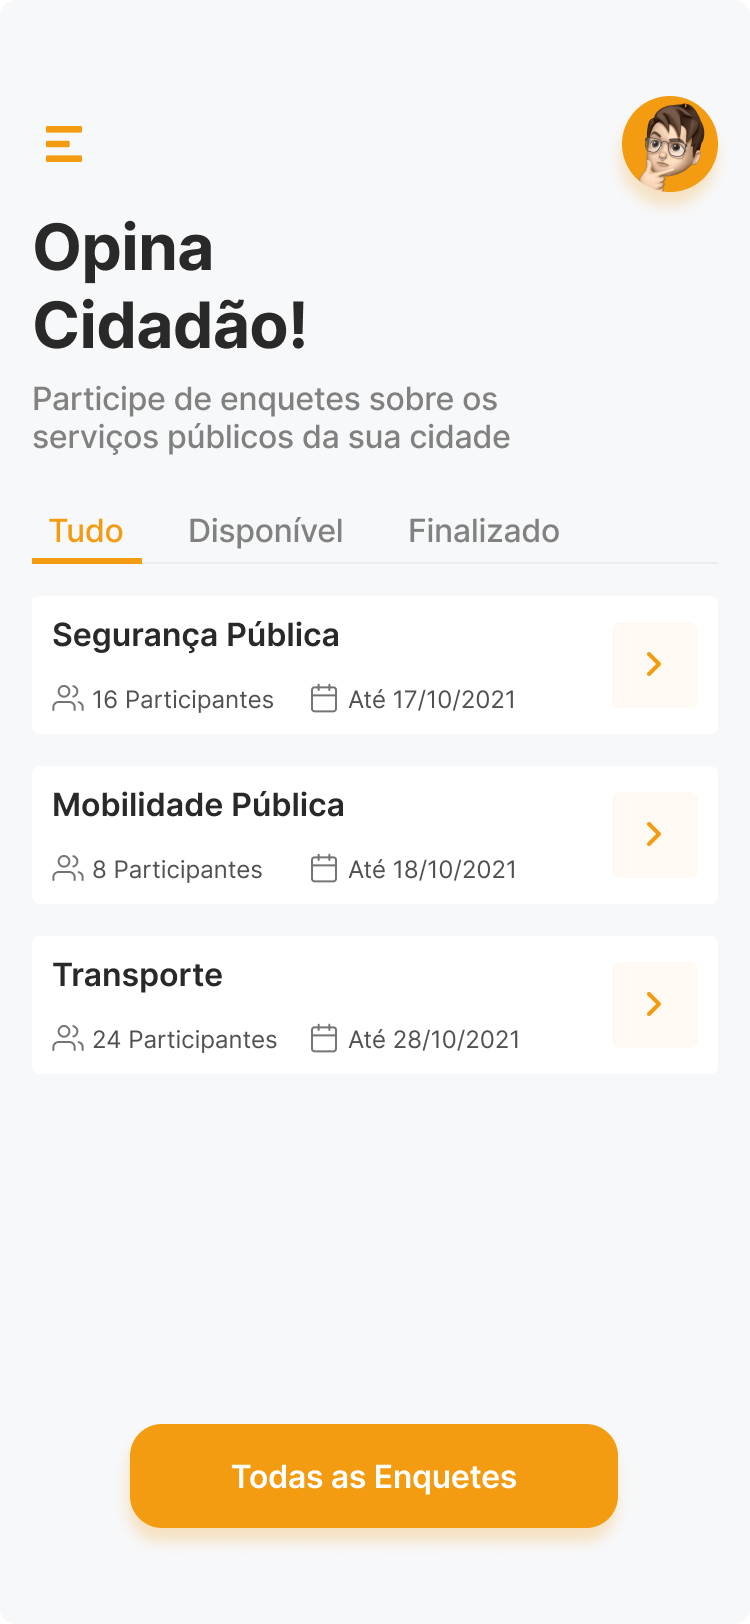 Opina
Cidadão!
Participe de enquetes sobre os
serviços públicos da sua cidade
Tudo Disponível Finalizado
Segurança Pública
16 Participantes Até 17/10/2021
Mobilidade Pública
8 Participantes Até 18/10/2021
Transporte
24 Participantes Até 28/10/2021
Todas as Enquetes